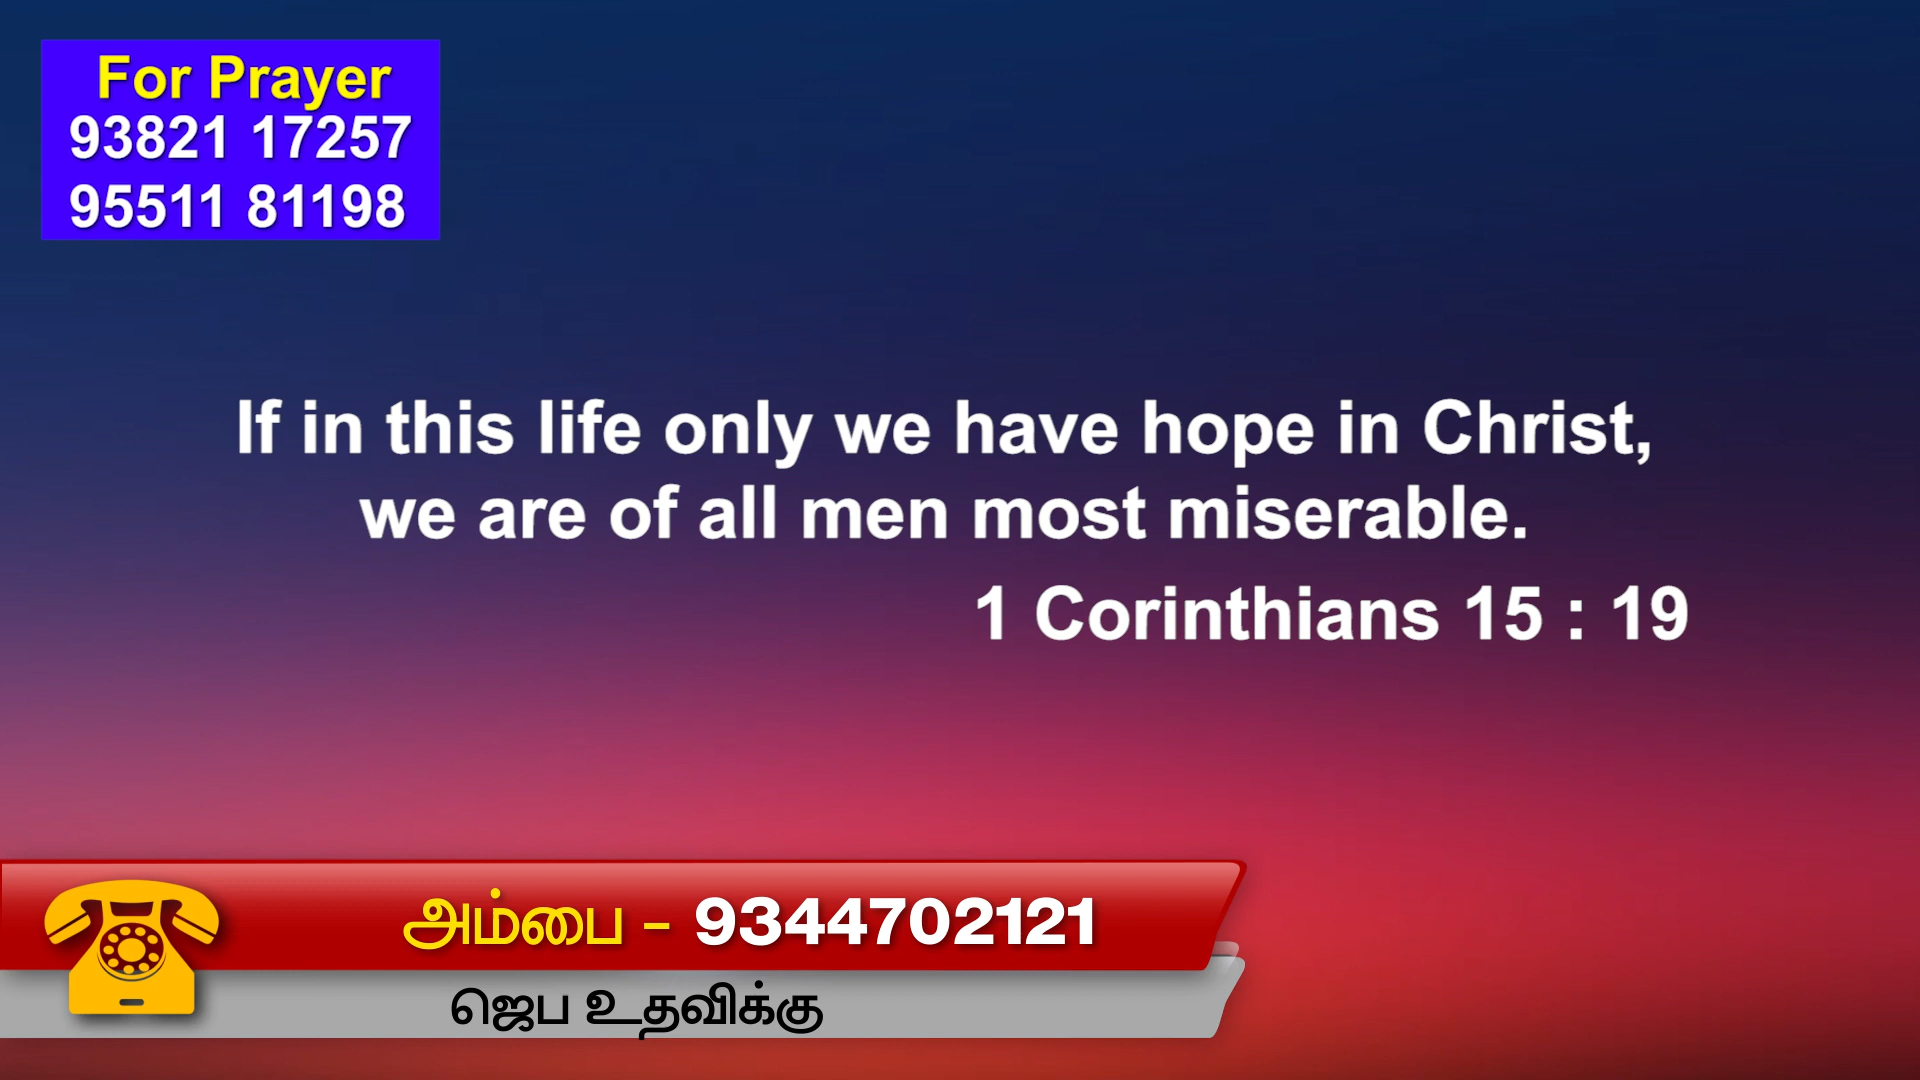 For Prayer
93821 17257
95511 81198
If in this life only we have hope in Christ,
we are of all men most miserable.
1 Corinthians 15 : 19
அம்பை - 9344702121
ஜெப உதவிக்கு